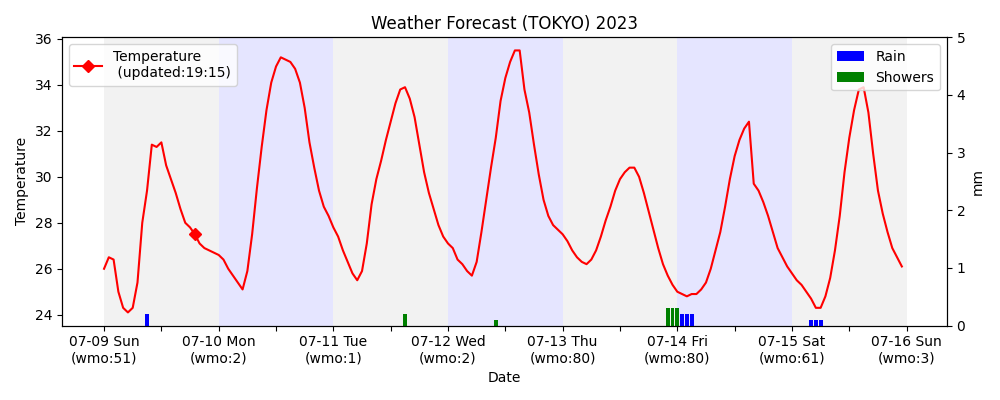 Weather Forecast (TOKYO) 2023
Temperature
(updated:19:15)
Rain
Showers
Temperature
36
34
32
30
28
26
24
5
4
3
2
1
0
mm
07-09 Sun
(wmo:51)
07-10 Mon
(wmo:2)
07-11 Tue
(wmo:1)
07-12 Wed
(wmo:2)
07-13 Thu
(wmo:80)
07-14 Fri
(wmo:80)
07-15 Sat
(wmo:61)
07-16 Sun
(wmo:3)
Date